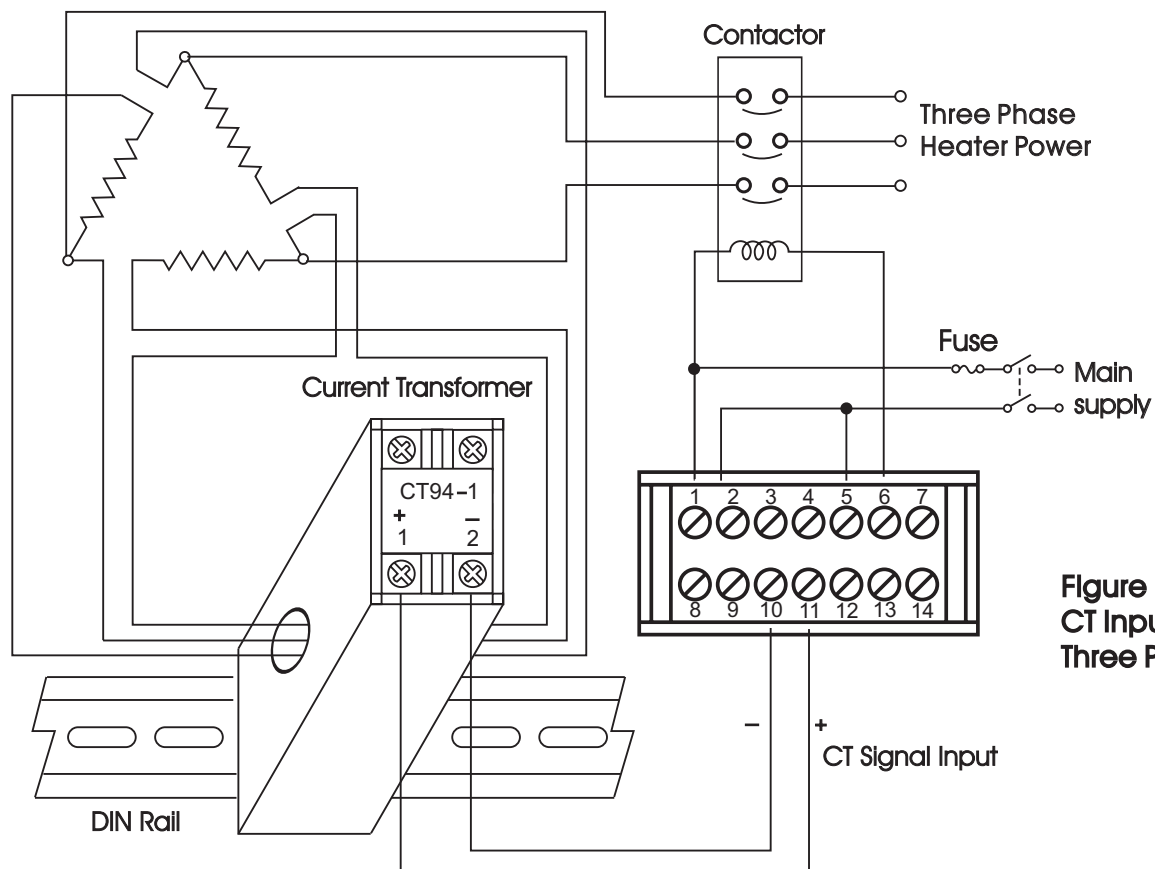 Contactor
Three Phase
Heater Power
Fuse
Main
supply
Current Transformer
CT94-1
+ –
1 2
1 2 3 4 5 6 7
8 9 10 11 12 13 14
FIgure
CT Inpu
Three P
– +
CT Signal Input
DIN Rail